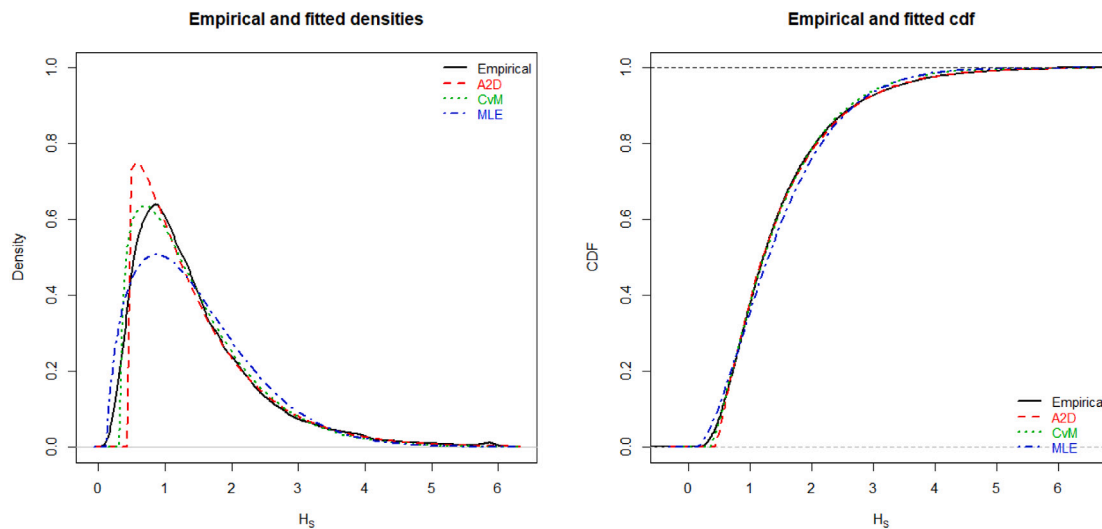 Empirical and fitted densities
Density
0.0
0.2
0.4
0.6
0.8
1.0
Empirical
A2D
CvM
MLE
0 1 2 3 4 5 6
Hs
Empirical and fitted cdf
CDF
0.0
0.2
0.4
0.6
0.8
1.0
Empirical
A2D
CvM
MLE
0 1 2 3 4 5 6
Hs